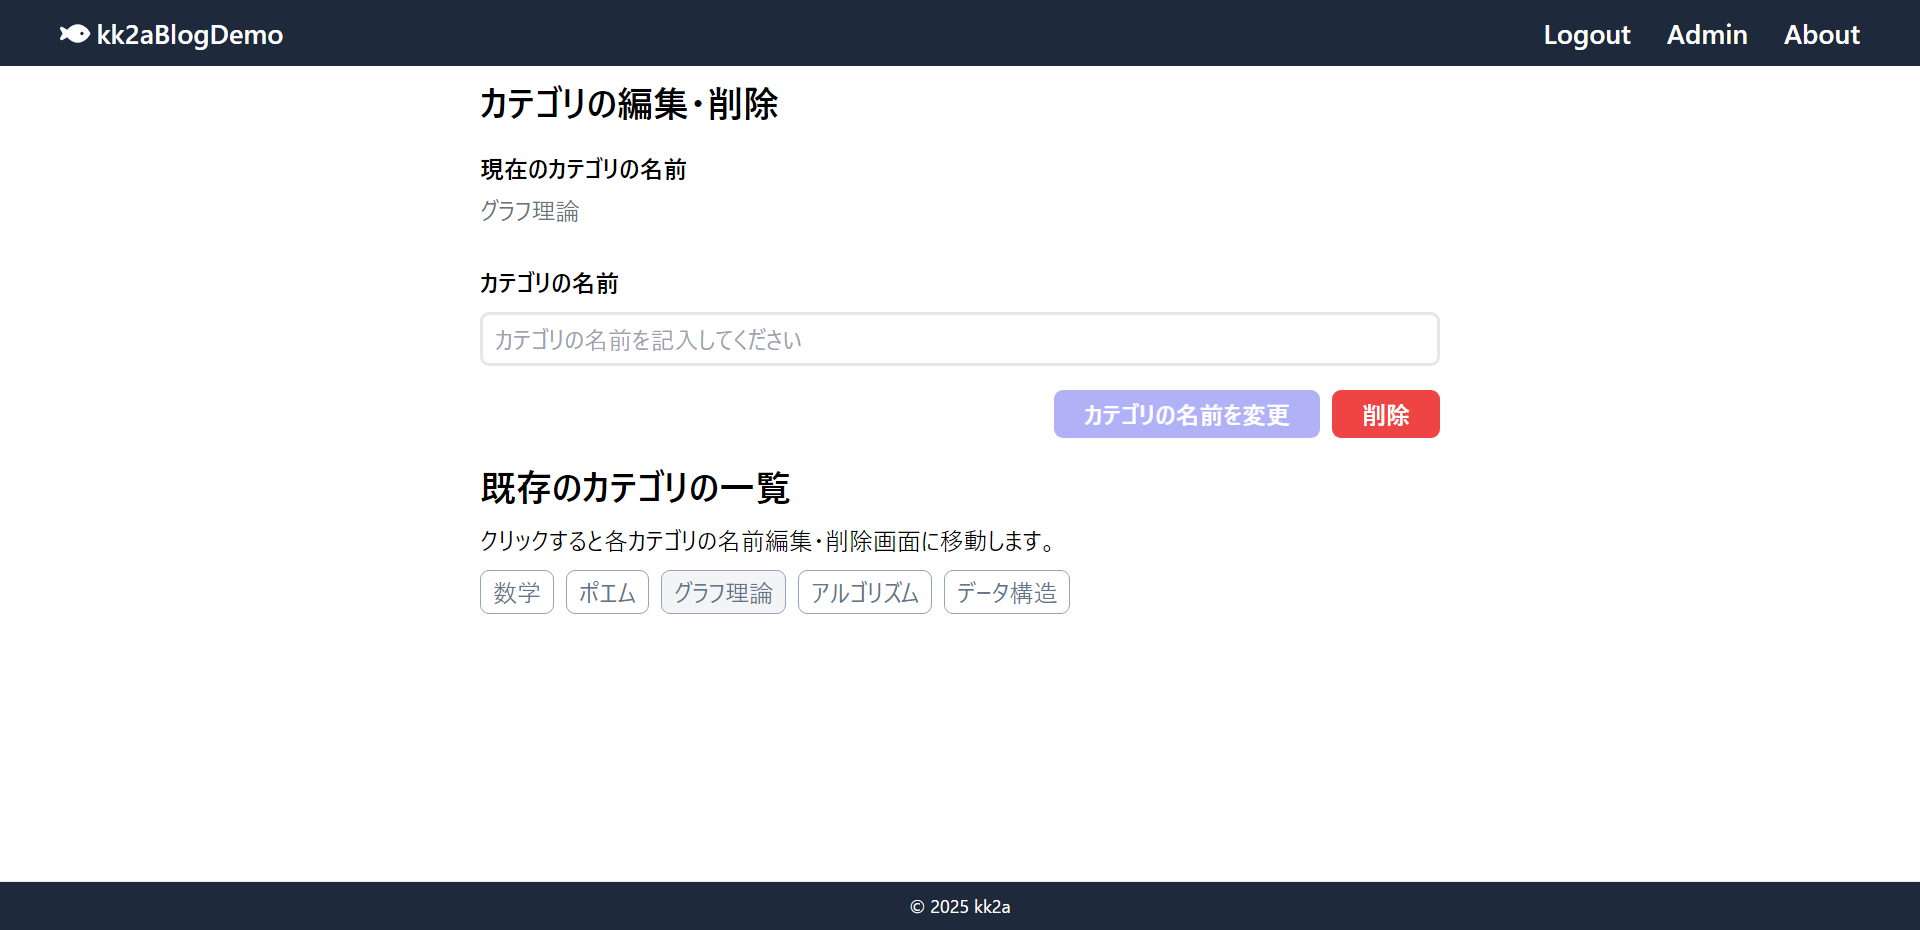 kk2aBlogDemo
Logout Admin About
カテゴリの編集・削除
現在のカテゴリの名前
グラフ理論
カテゴリの名前
カテゴリの名前を記入してください
カテゴリの名前を変更 削除
既存のカテゴリの一覧
クリックすると各カテゴリの名前編集・削除画面に移動します。
数学 ポエム グラフ理論 アルゴリズム データ構造
© 2025 kk2a